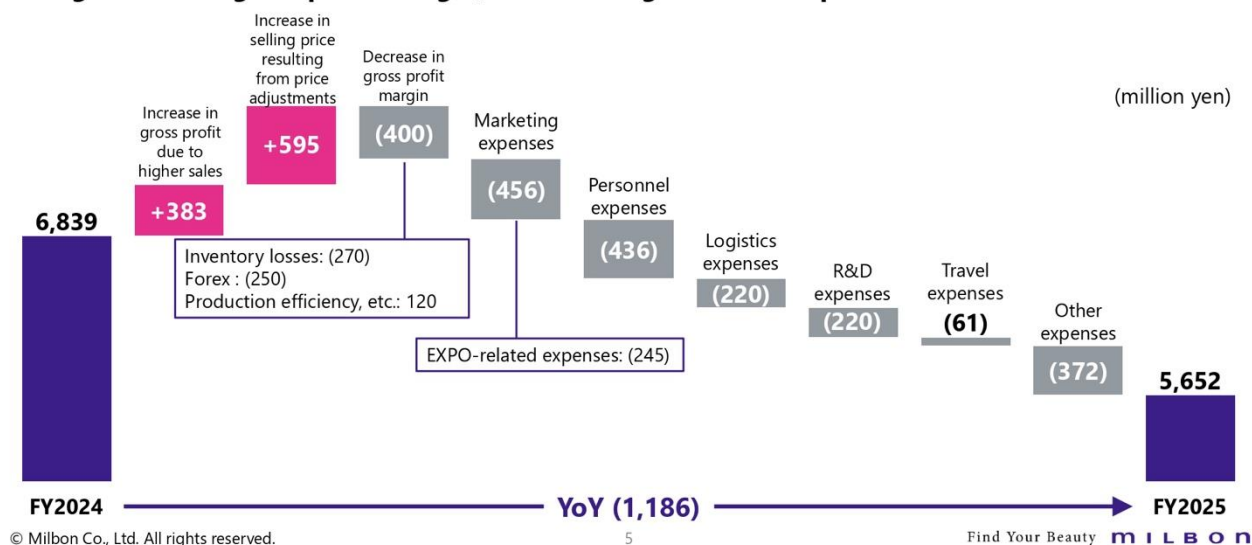 Increase in
gross profit
due to
higher sales
+383
Increase in
selling price
resulting
from price
adjustments
+595
Decrease in
gross profit
margin
(400)
Marketing
expenses
(456)
Personnel
expenses
(436)
Logistics
expenses
(220)
R&D
expenses
(220)
Travel
expenses
(61)
Other
expenses
(372)
(million yen)
6,839
5,652
Inventory losses: (270)
Forex : (250)
Production efficiency, etc.: 120
EXPO-related expenses: (245)
FY2024
YoY (1,186)
FY2025
© Milbon Co., Ltd. All rights reserved.
5
Find Your Beauty MILBON